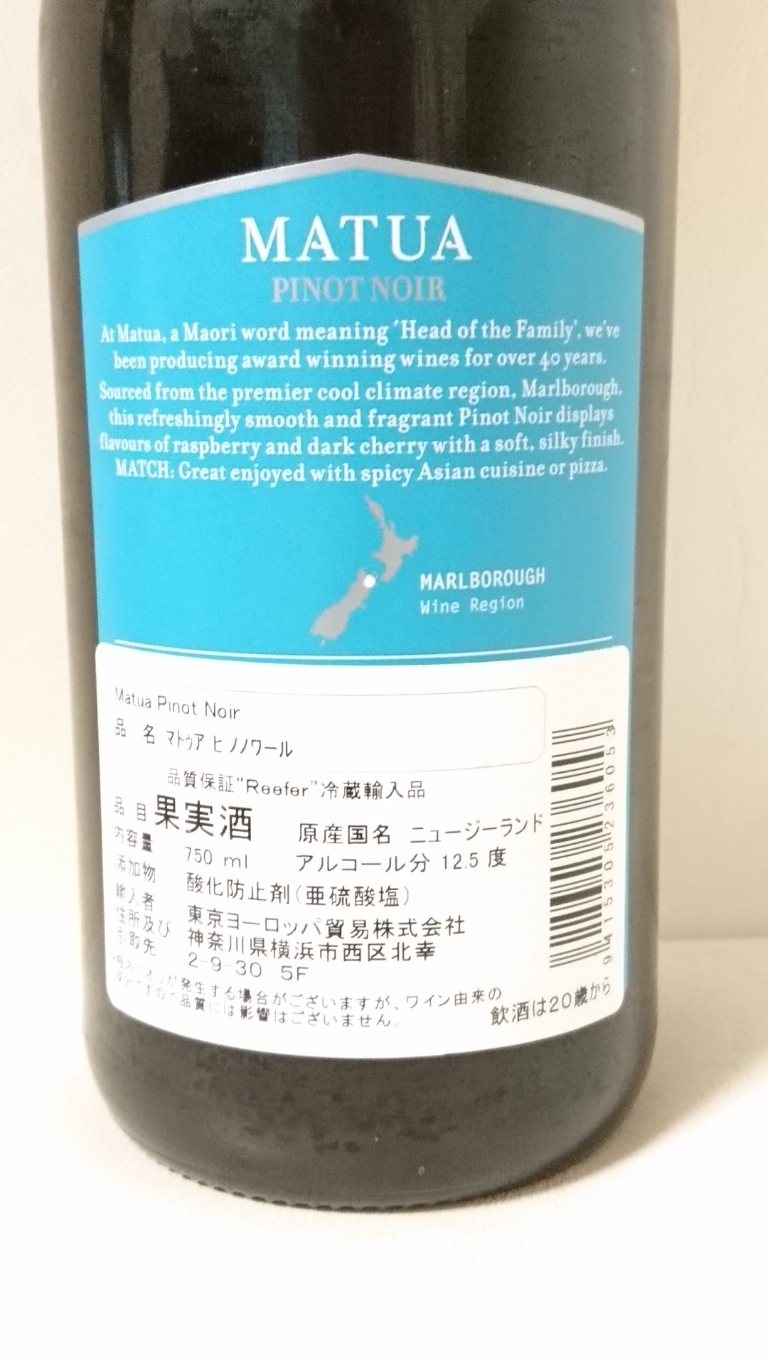 MATUA
PINOT NOIR
At Matua, a Maori word meaning 'Head of the Family', we've
been producing award winning wines for over 40 years.
Sourced from the premier cool climate region, Marlborough,
this refreshingly smooth and fragrant Pinot Noir displays
flavours of raspberry and dark cherry with a soft, silky finish.
MATCH: Great enjoyed with spicy Asian cuisine or pizza.
MARLBOROUGH
Wine Region
Matua Pinot Noir
品 名 マトゥア ピノノワール
品質保証"Reefer"冷蔵輸入品
品 目 果実酒 原産国名 ニュージーランド
内容量 750 ml アルコール分 12.5 度
添加物 酸化防止剤(亜硫酸塩)
輸入者 東京ヨーロッパ貿易株式会社
住所及び 神奈川県横浜市西区北幸
引取先 2-9-30 5F
が発生する場合がございますが、ワイン由来の
ですので品質には影響はございません。
飲酒は20歳から
9 415305 236053